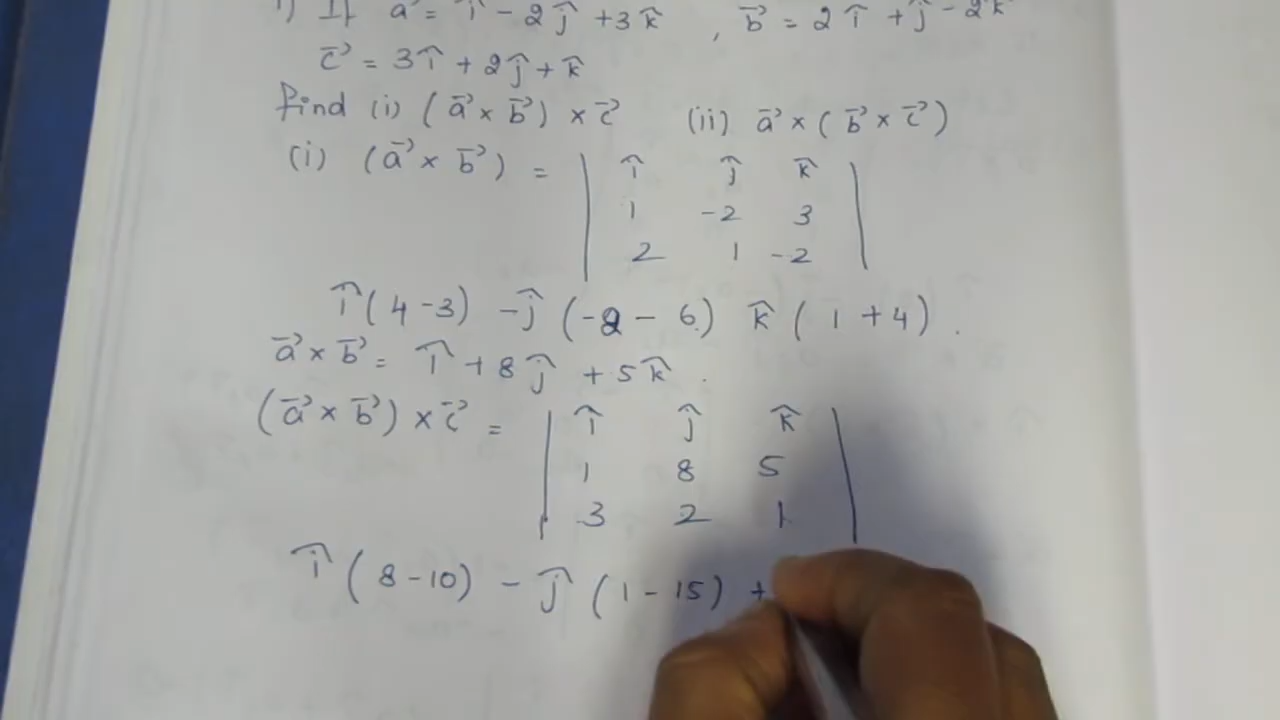 1) If a⃗ = î - 2ĵ + 3k̂ , b⃗ = 2î + ĵ - 2k̂
c⃗ = 3î + 2ĵ + k̂
find (i) (a⃗ × b⃗) × c⃗ (ii) a⃗ × (b⃗ × c⃗)
(i) (a⃗ × b⃗) = | î ĵ k̂ |
1 -2 3
2 1 -2
î(4-3) - ĵ(-2-6) k̂(1+4).
a⃗ × b⃗ = î + 8ĵ + 5k̂.
(a⃗ × b⃗) × c⃗ = | î ĵ k̂ |
1 8 5
3 2 1
î(8-10) - ĵ(1-15) +